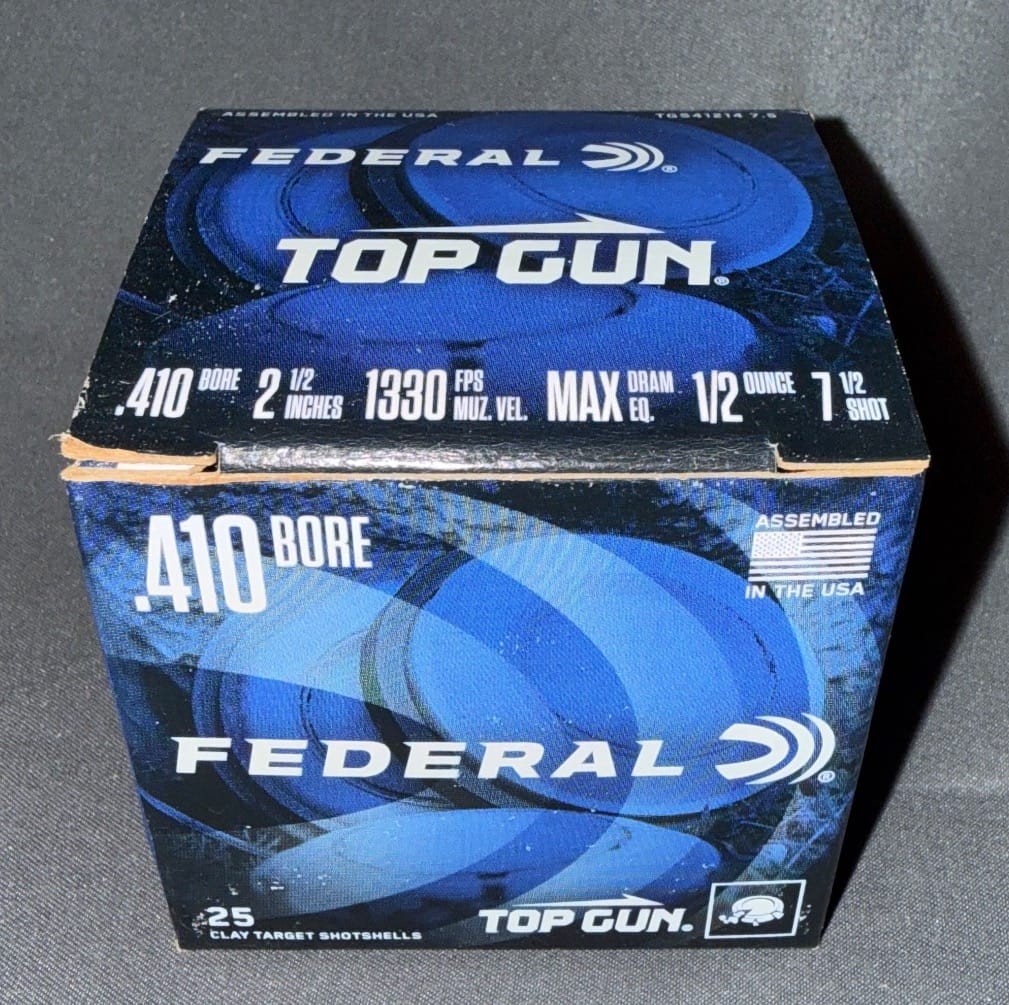 ASSEMBLED IN THE USA TGS41214 7.5
FEDERAL ®
TOP GUN®
.410 BORE 2 1/2 INCHES 1330 FPS MUZ. VEL. MAX DRAM EQ. 1/2 OUNCE 7 1/2 SHOT
.410 BORE
ASSEMBLED
IN THE USA
FEDERAL ®
25
CLAY TARGET SHOTSHELLS
TOP GUN®